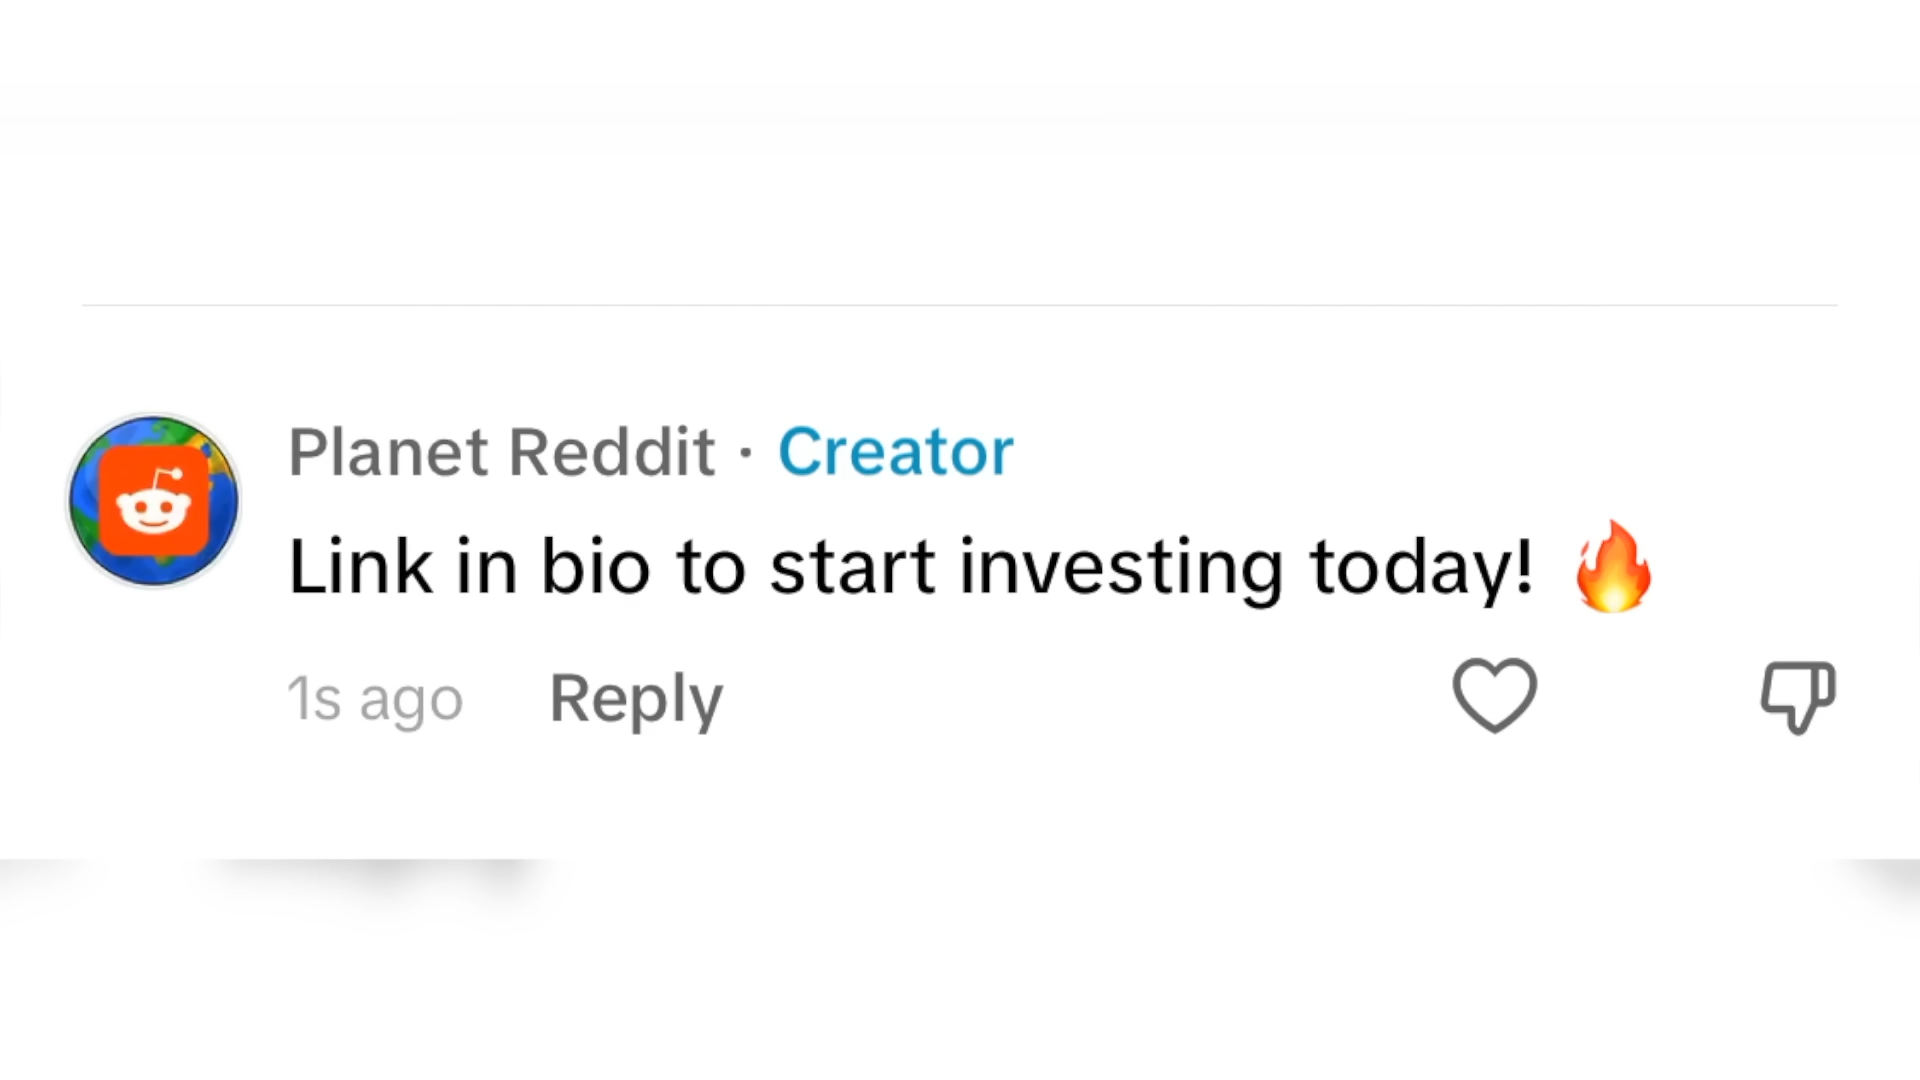 Planet Reddit · Creator
Link in bio to start investing today! 🔥
1s ago Reply